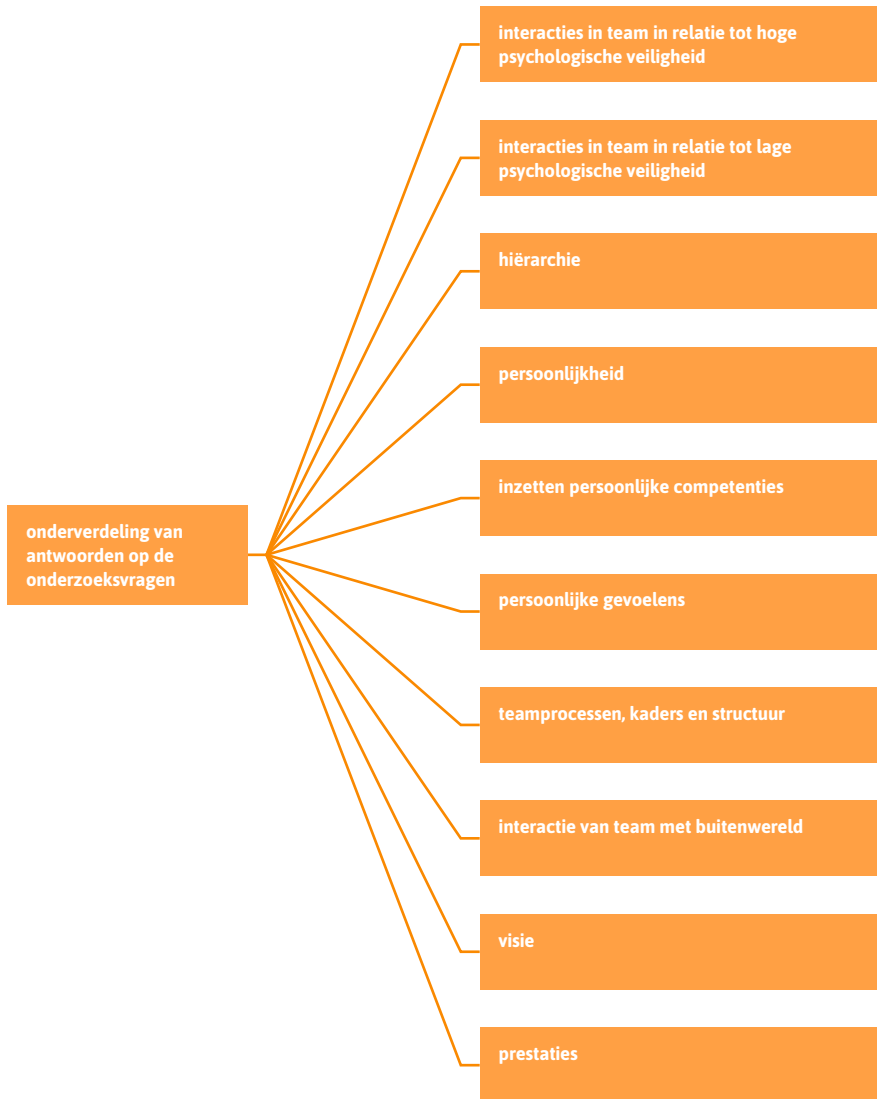 interacties in team in relatie tot hoge
psychologische veiligheid
interacties in team in relatie tot lage
psychologische veiligheid
hiërarchie
persoonlijkheid
inzetten persoonlijke competenties
onderverdeling van
antwoorden op de
onderzoeksvragen
persoonlijke gevoelens
teamprocessen, kaders en structuur
interactie van team met buitenwereld
visie
prestaties